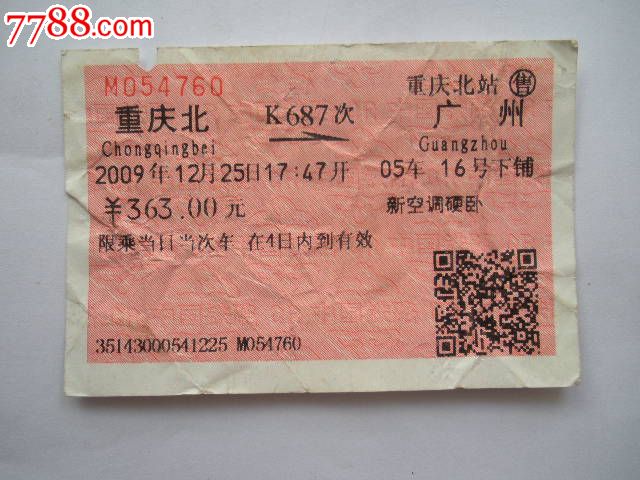 7788.com
M054760 重庆北站 售
重庆北 K687次 广州
Chongqingbei Guangzhou
2009年12月25日17:47开 05车 16号下铺
￥363.00元 新空调硬卧
限乘当日当次车 在4日内到有效
35143000541225 M054760